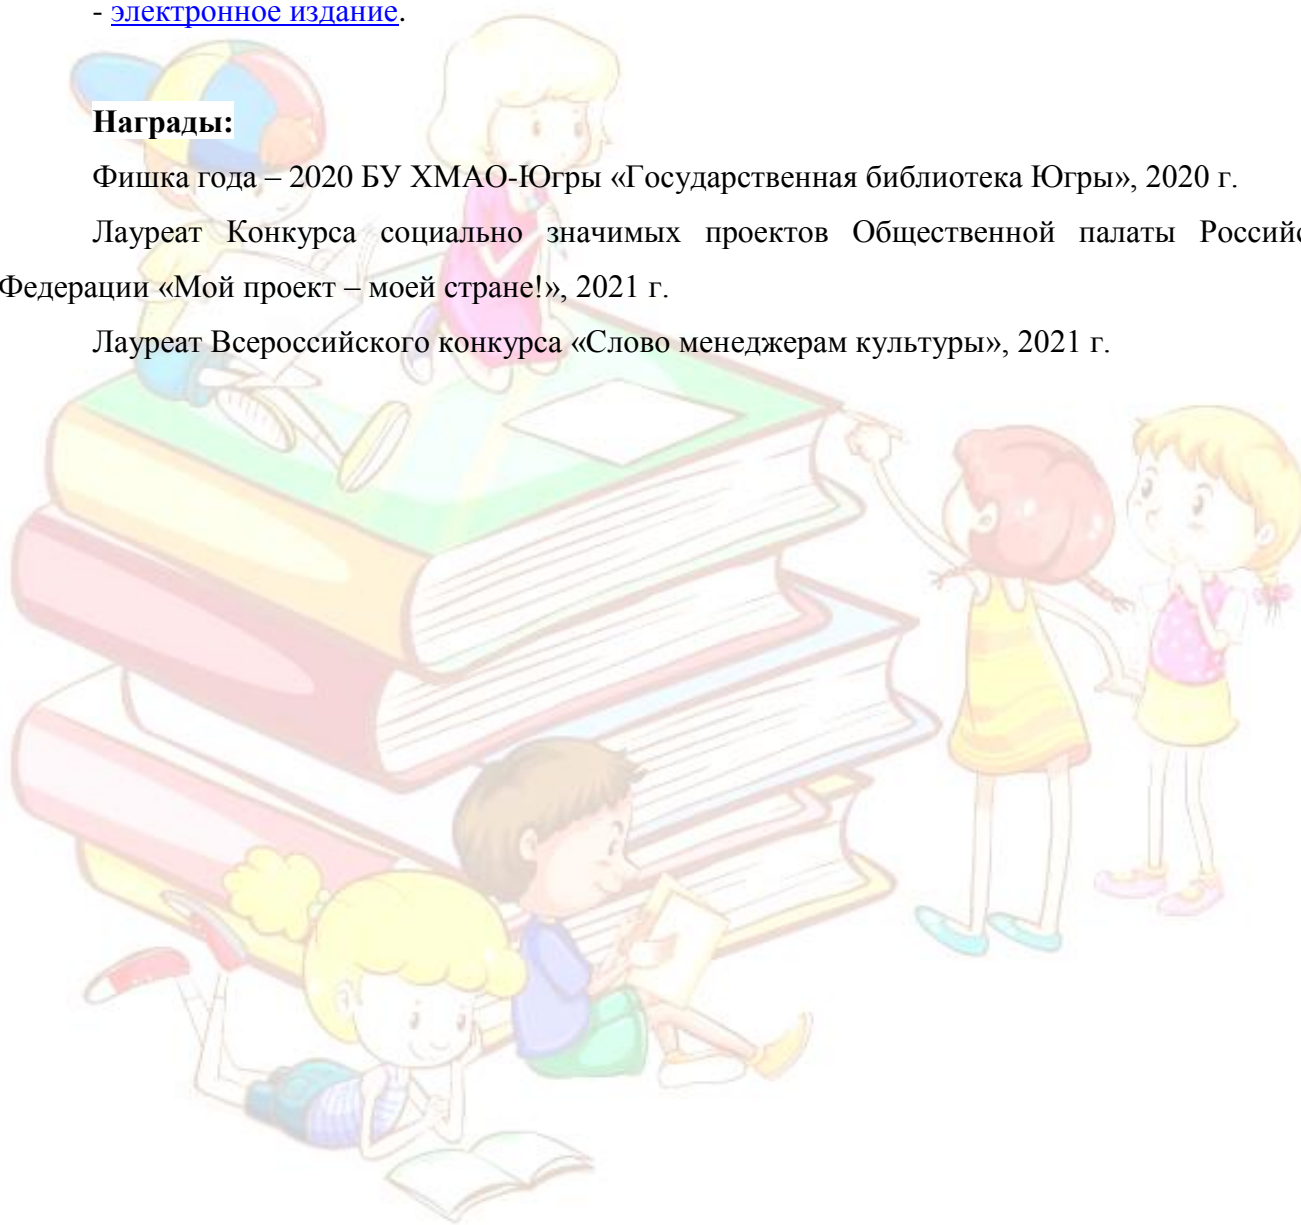 - электронное издание.
Награды:
Фишка года – 2020 БУ ХМАО-Югры «Государственная библиотека Югры», 2020 г.
Лауреат Конкурса социально значимых проектов Общественной палаты Россий
Федерации «Мой проект – моей стране!», 2021 г.
Лауреат Всероссийского конкурса «Слово менеджерам культуры», 2021 г.